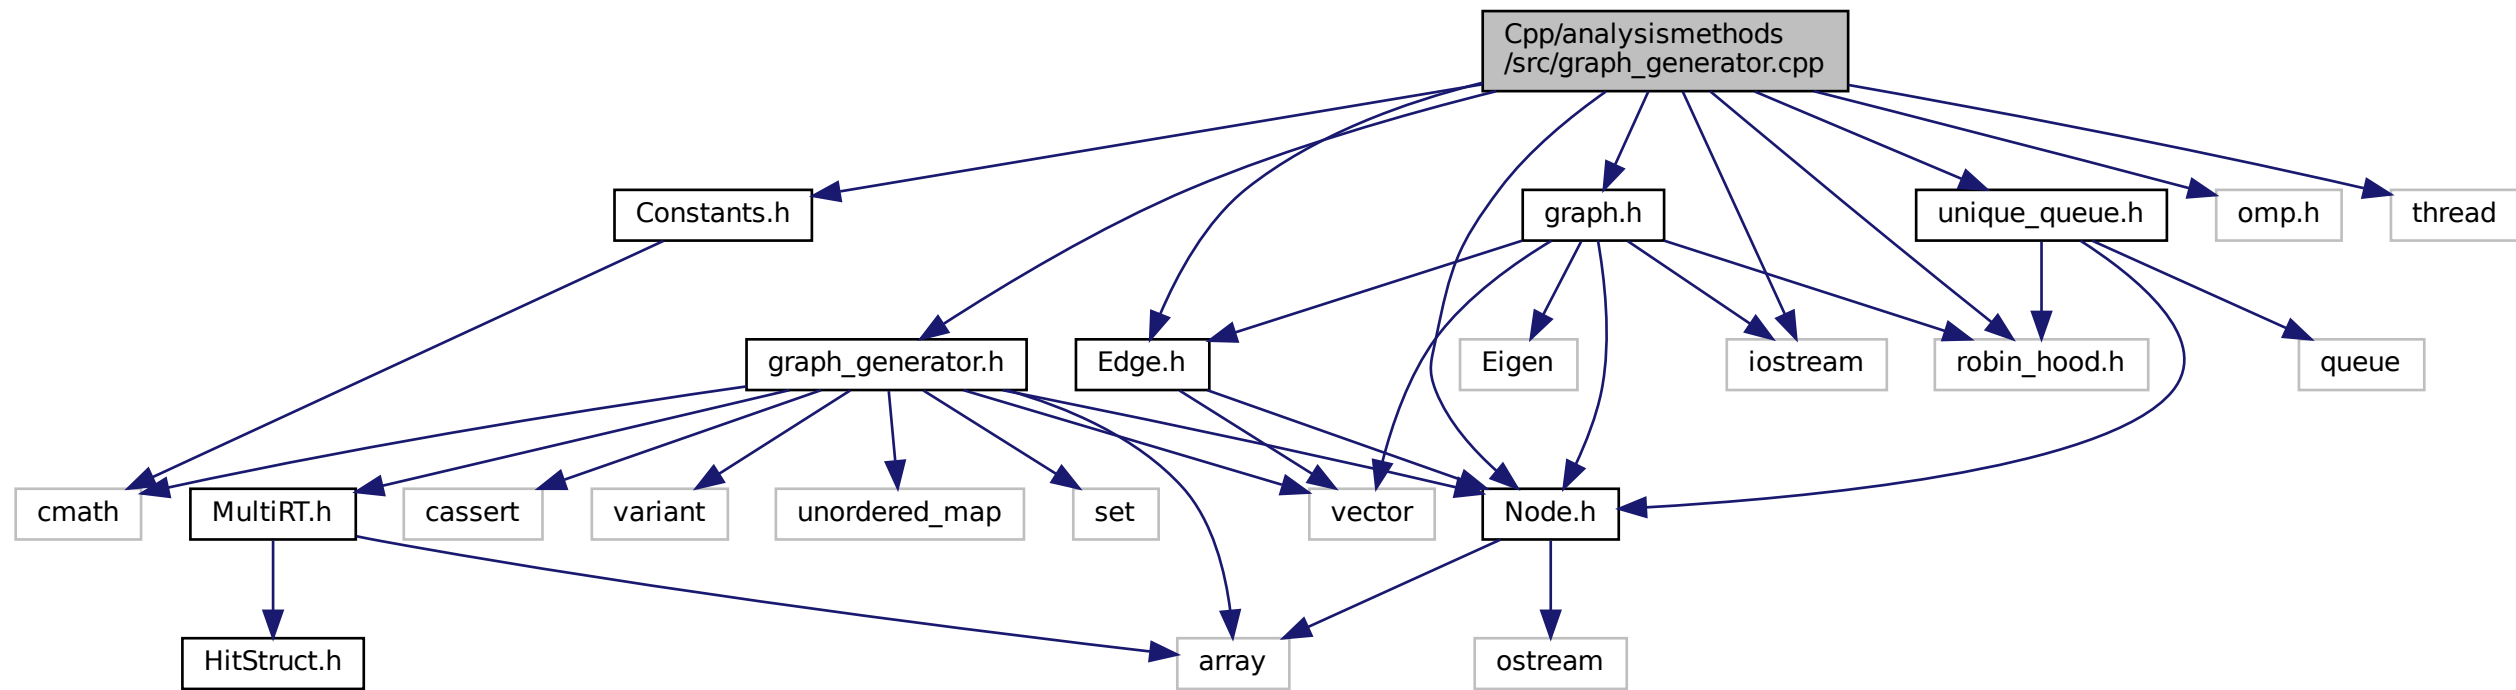 Cpp/analysismethods
/src/graph_generator.cpp
Constants.h
graph.h
unique_queue.h
omp.h
thread
graph_generator.h
Edge.h
Eigen
iostream
robin_hood.h
queue
cmath
MultiRT.h
cassert
variant
unordered_map
set
vector
Node.h
HitStruct.h
array
ostream